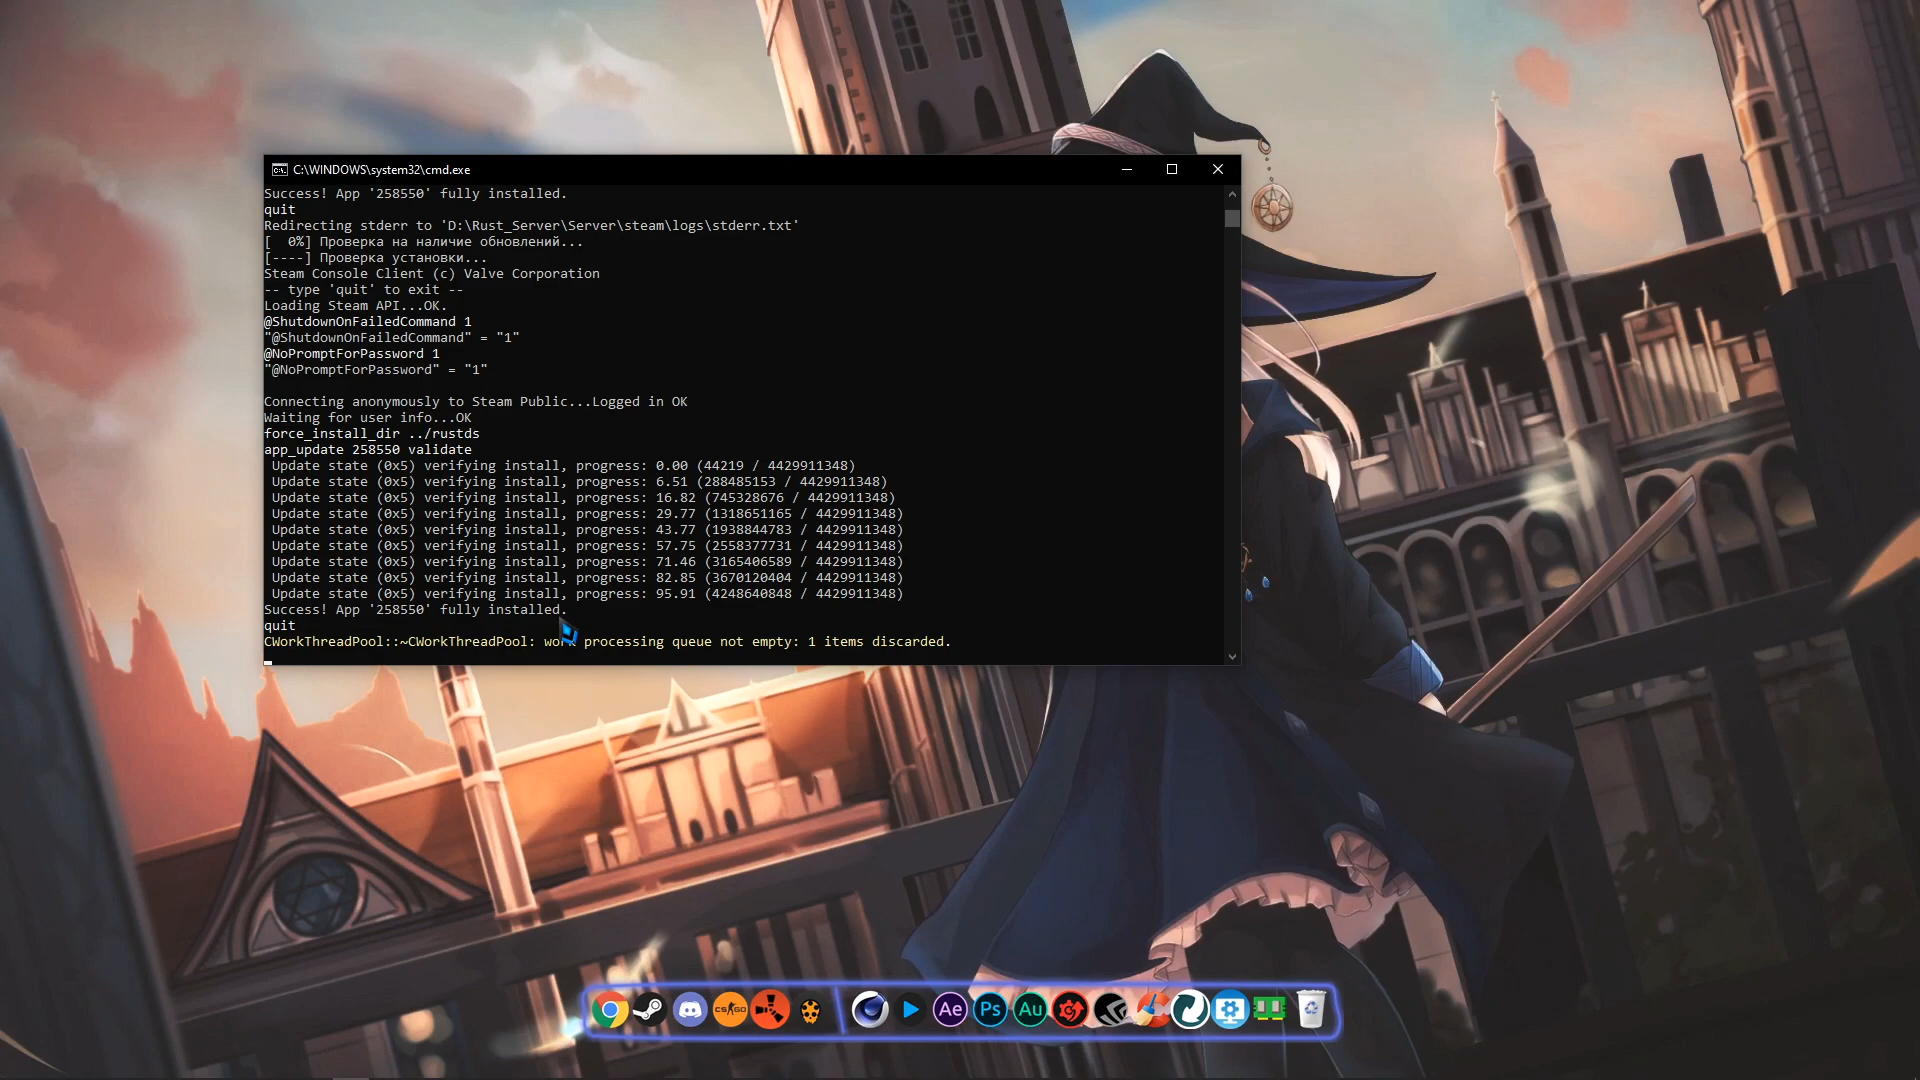 C:\WINDOWS\system32\cmd.exe
Success! App '258550' fully installed.
quit
Redirecting stderr to 'D:\Rust_Server\Server\steam\logs\stderr.txt'
[  0%] Проверка на наличие обновлений...
[----] Проверка установки...
Steam Console Client (c) Valve Corporation
-- type 'quit' to exit --
Loading Steam API...OK.
@ShutdownOnFailedCommand 1
"@ShutdownOnFailedCommand" = "1"
@NoPromptForPassword 1
"@NoPromptForPassword" = "1"
Connecting anonymously to Steam Public...Logged in OK
Waiting for user info...OK
force_install_dir ../rustds
app_update 258550 validate
Update state (0x5) verifying install, progress: 0.00 (44219 / 4429911348)
Update state (0x5) verifying install, progress: 6.51 (288485153 / 4429911348)
Update state (0x5) verifying install, progress: 16.82 (745328676 / 4429911348)
Update state (0x5) verifying install, progress: 29.77 (1318651165 / 4429911348)
Update state (0x5) verifying install, progress: 43.77 (1938844783 / 4429911348)
Update state (0x5) verifying install, progress: 57.75 (2558377731 / 4429911348)
Update state (0x5) verifying install, progress: 71.46 (3165406589 / 4429911348)
Update state (0x5) verifying install, progress: 82.85 (3670120404 / 4429911348)
Update state (0x5) verifying install, progress: 95.91 (4248640848 / 4429911348)
Success! App '258550' fully installed.
quit
CWorkThreadPool::~CWorkThreadPool: work processing queue not empty: 1 items discarded.
CS:GO
Ae
Ps
Au